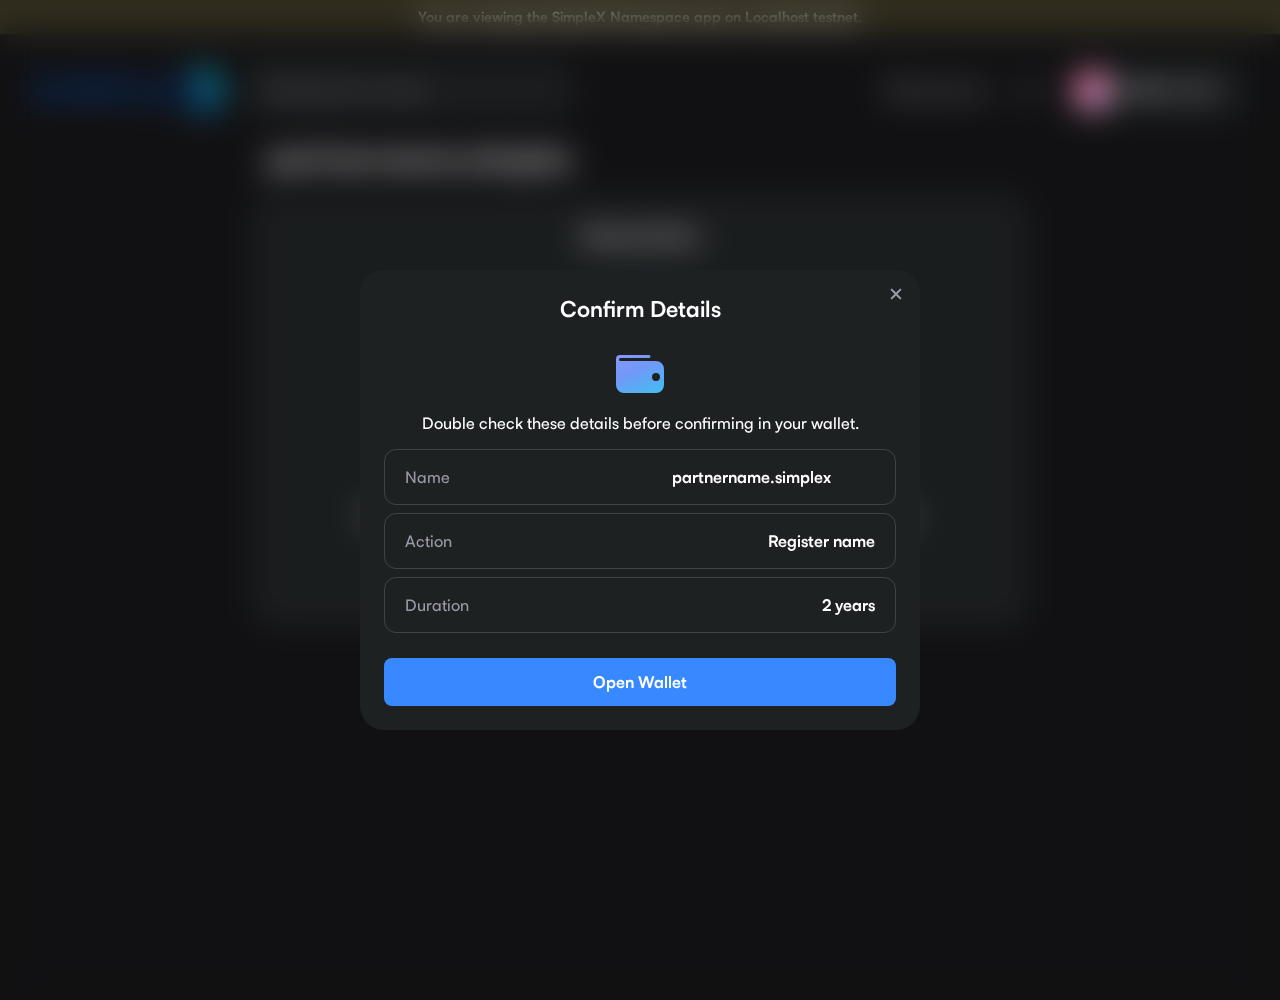 You are viewing the SimpleX Namespace app on Localhost testnet.
Confirm Details
Double check these details before confirming in your wallet.
Name partnername.simplex
Action Register name
Duration 2 years
Open Wallet